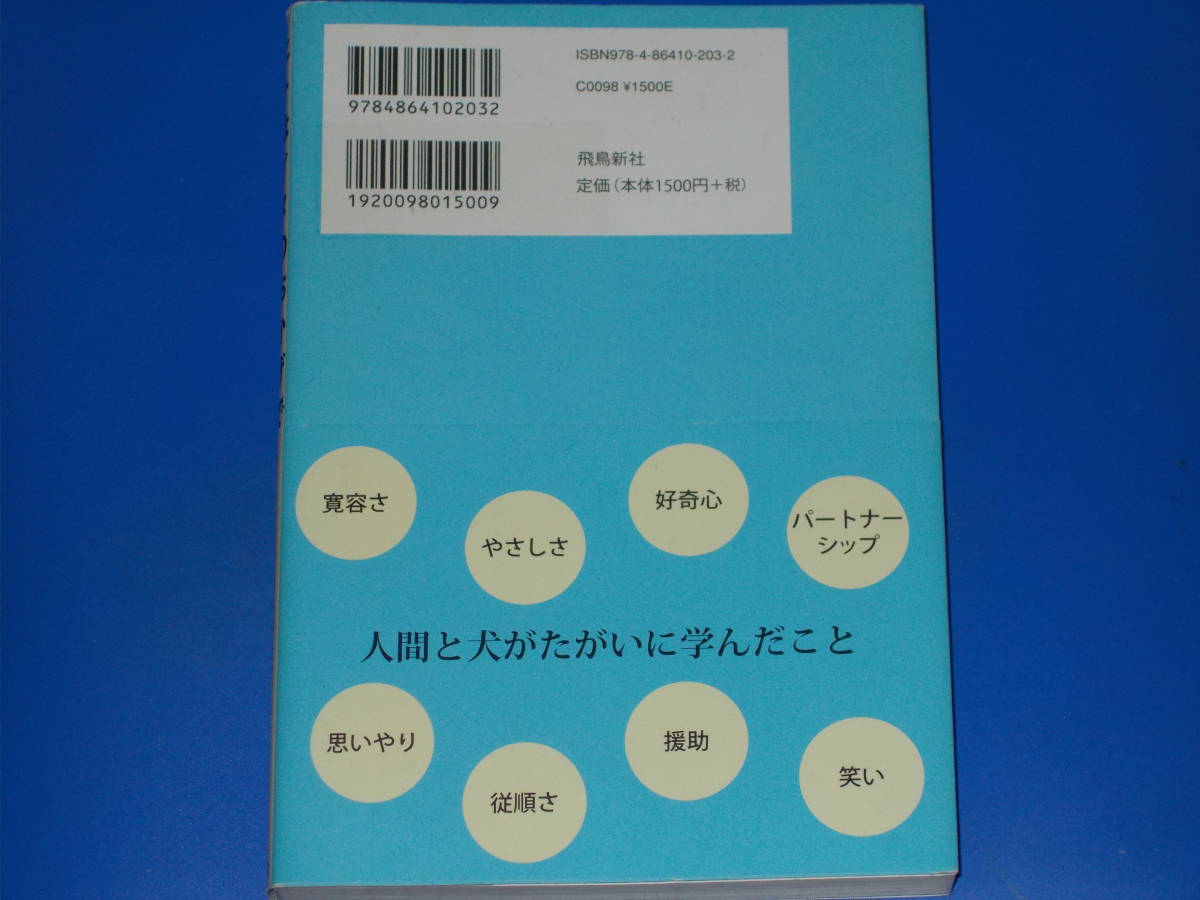 ISBN978-4-86410-203-2
C0098 ¥1500E
9784864102032
飛鳥新社
定価(本体1500円+税)
1920098015009
寛容さ
やさしさ
好奇心
パートナー
シップ
人間と犬がたがいに学んだこと
思いやり
従順さ
援助
笑い